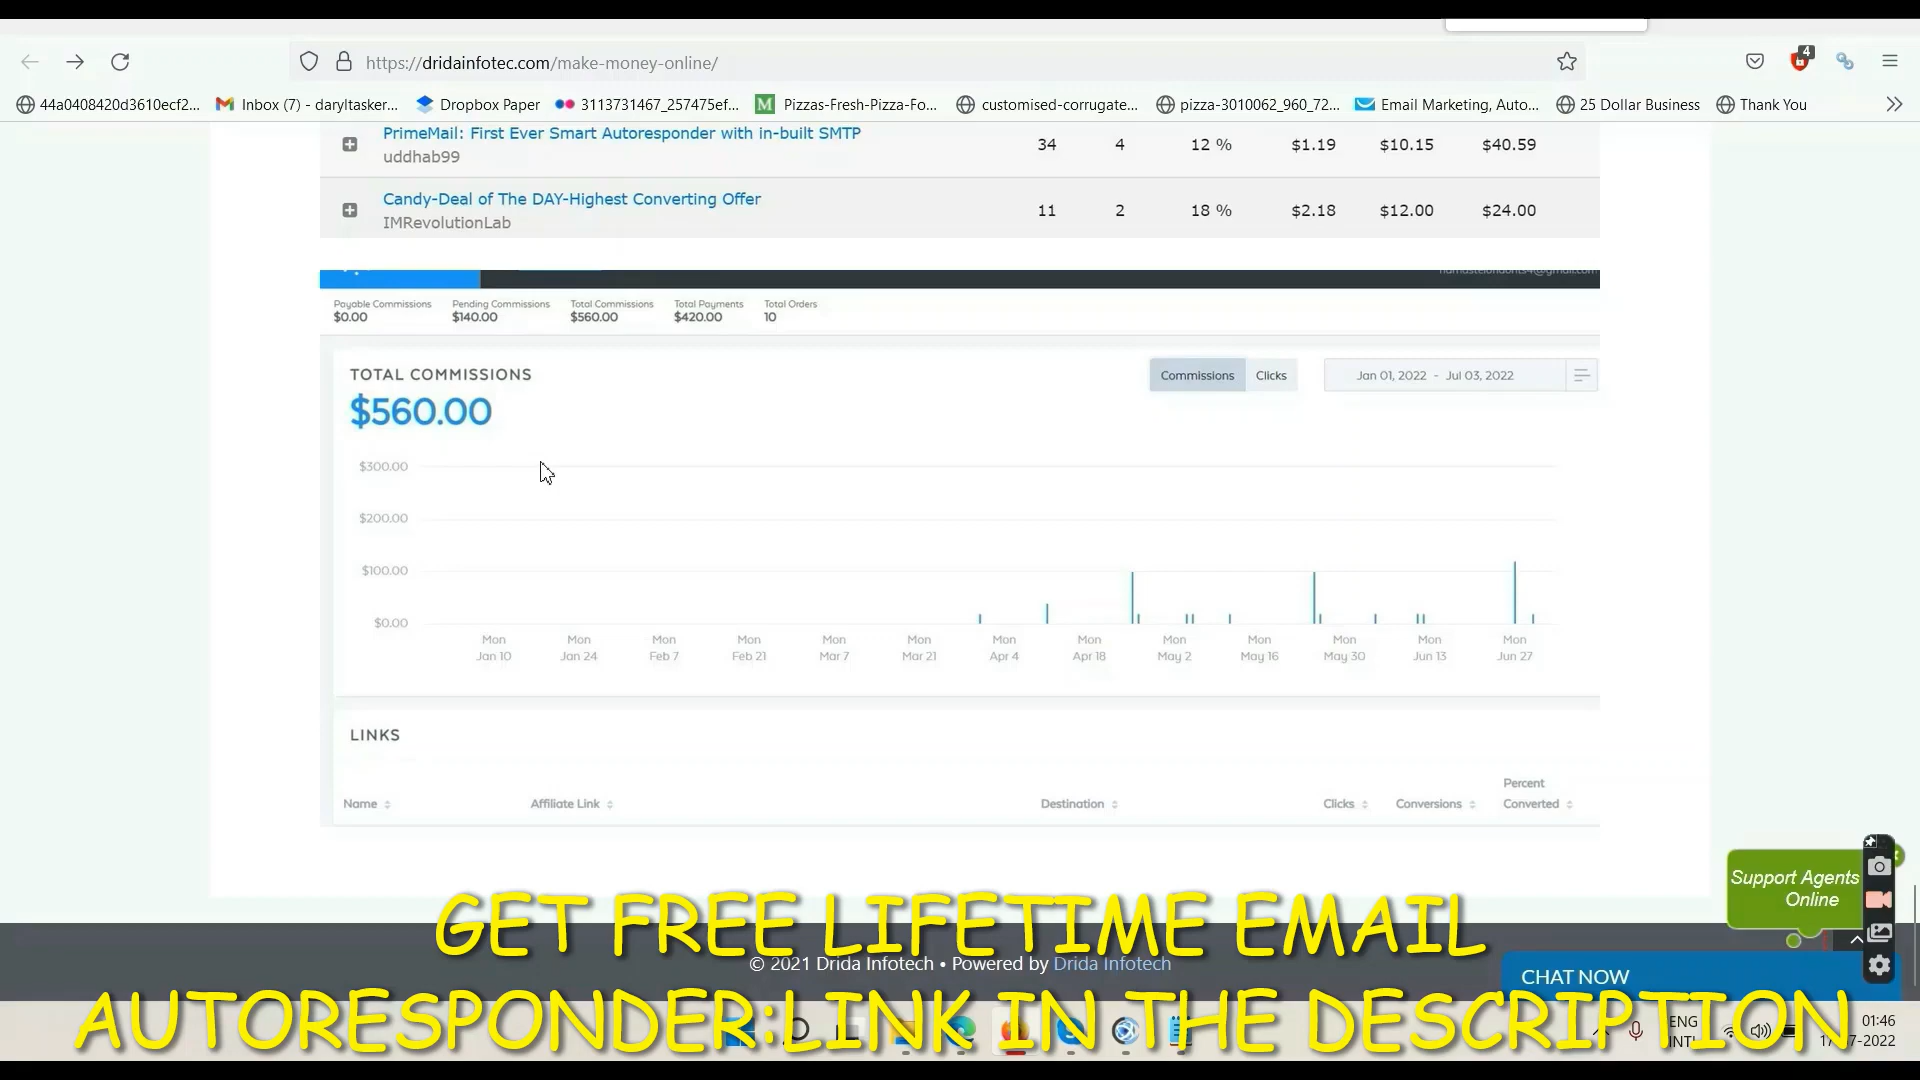 https://dridainfotec.com/make-money-online/
4
44a0408420d3610ecf2... Inbox (7) - daryltasker... Dropbox Paper 3113731467_257475ef... Pizzas-Fresh-Pizza-Fo... customised-corrugate... pizza-3010062_960_72... Email Marketing, Auto... 25 Dollar Business Thank You
PrimeMail: First Ever Smart Autoresponder with in-built SMTP
uddhab99
34 4 12 % $1.19 $10.15 $40.59
Candy-Deal of The DAY-Highest Converting Offer
IMRevolutionLab
11 2 18 % $2.18 $12.00 $24.00
Payable Commissions Pending Commissions Total Commissions Total Payments Total Orders
$0.00 $140.00 $560.00 $420.00 10
TOTAL COMMISSIONS
$560.00
Commissions Clicks Jan 01, 2022 - Jul 03, 2022
$300.00
$200.00
$100.00
$0.00
Mon Mon Mon Mon Mon Mon Mon Mon Mon Mon Mon Mon Mon
Jan 10 Jan 24 Feb 7 Feb 21 Mar 7 Mar 21 Apr 4 Apr 18 May 2 May 16 May 30 Jun 13 Jun 27
LINKS
Name Affiliate Link Destination Clicks Conversions Percent Converted
Support Agents
Online
GET FREE LIFETIME EMAIL
© 2021 Drida Infotech • Powered by Drida Infotech
CHAT NOW
AUTORESPONDER:LINK IN THE DESCRIPTION
ENG
01:46